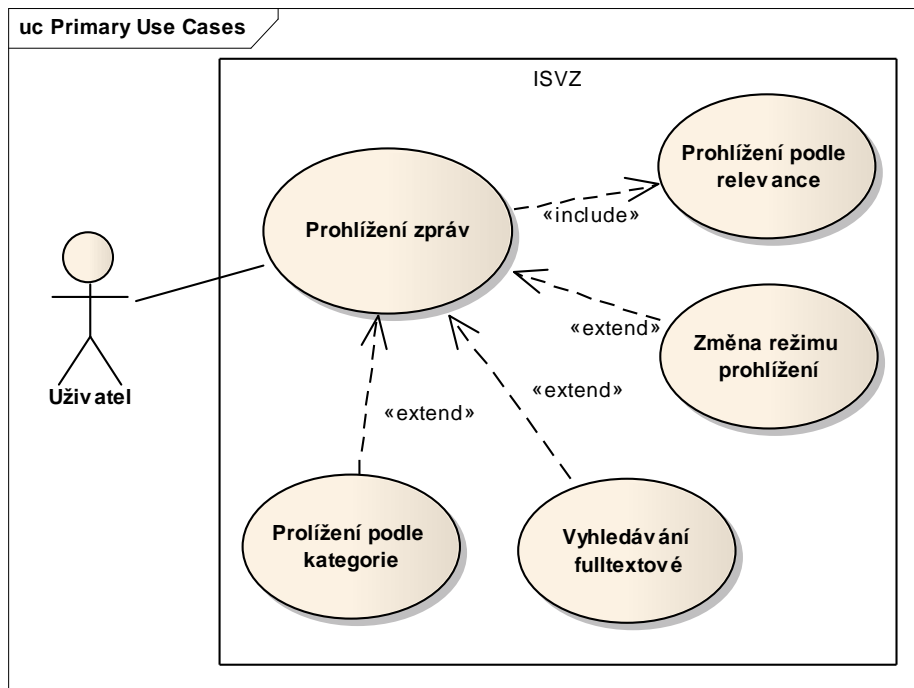 uc Primary Use Cases
ISVZ
Prohlížení podle
relevance
«include»
Prohlížení zpráv
«extend»
Změna režimu
prohlížení
Uživatel
«extend»
«extend»
Prolížení podle
kategorie
Vyhledávání
fulltextové